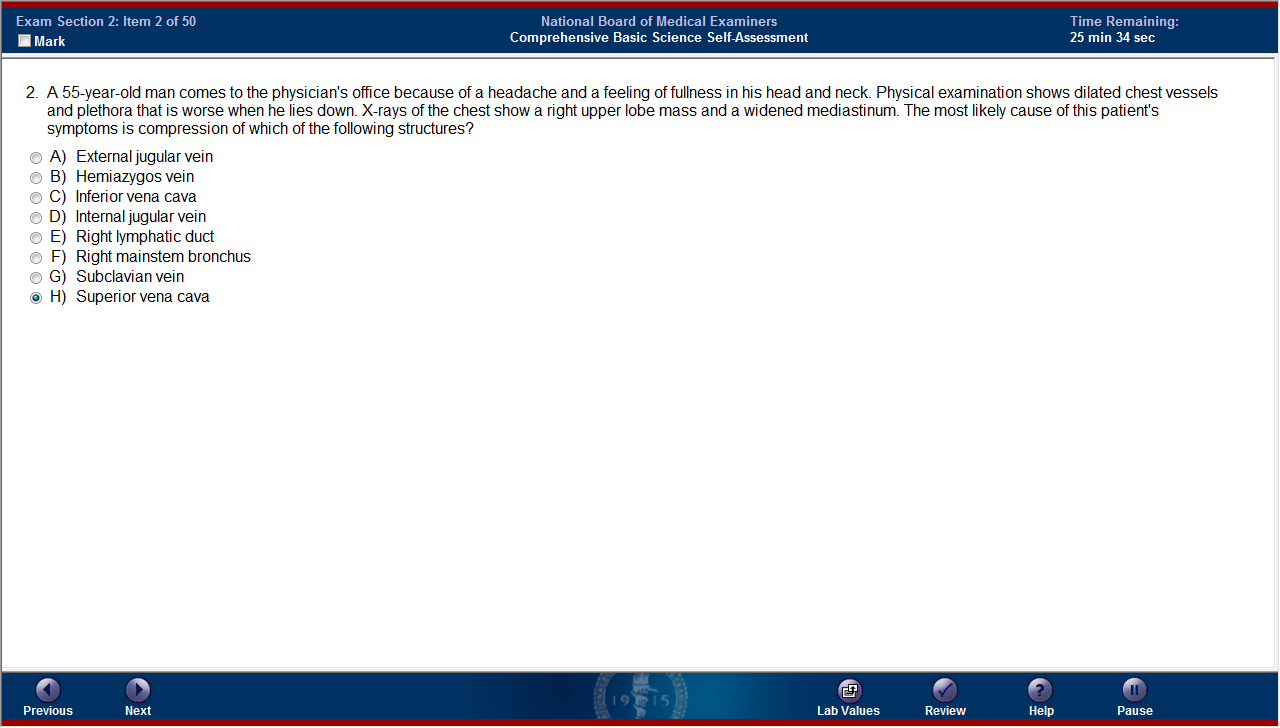 Exam Section 2: Item 2 of 50
National Board of Medical Examiners
Time Remaining:
Mark
Comprehensive Basic Science Self-Assessment
25 min 34 sec
2. A 55-year-old man comes to the physician's office because of a headache and a feeling of fullness in his head and neck. Physical examination shows dilated chest vessels
and plethora that is worse when he lies down. X-rays of the chest show a right upper lobe mass and a widened mediastinum. The most likely cause of this patient's
symptoms is compression of which of the following structures?
A) External jugular vein
B) Hemiazygos vein
C) Inferior vena cava
D) Internal jugular vein
E) Right lymphatic duct
F) Right mainstem bronchus
G) Subclavian vein
H) Superior vena cava
1915
Previous
Next
Lab Values
Review
Help
Pause